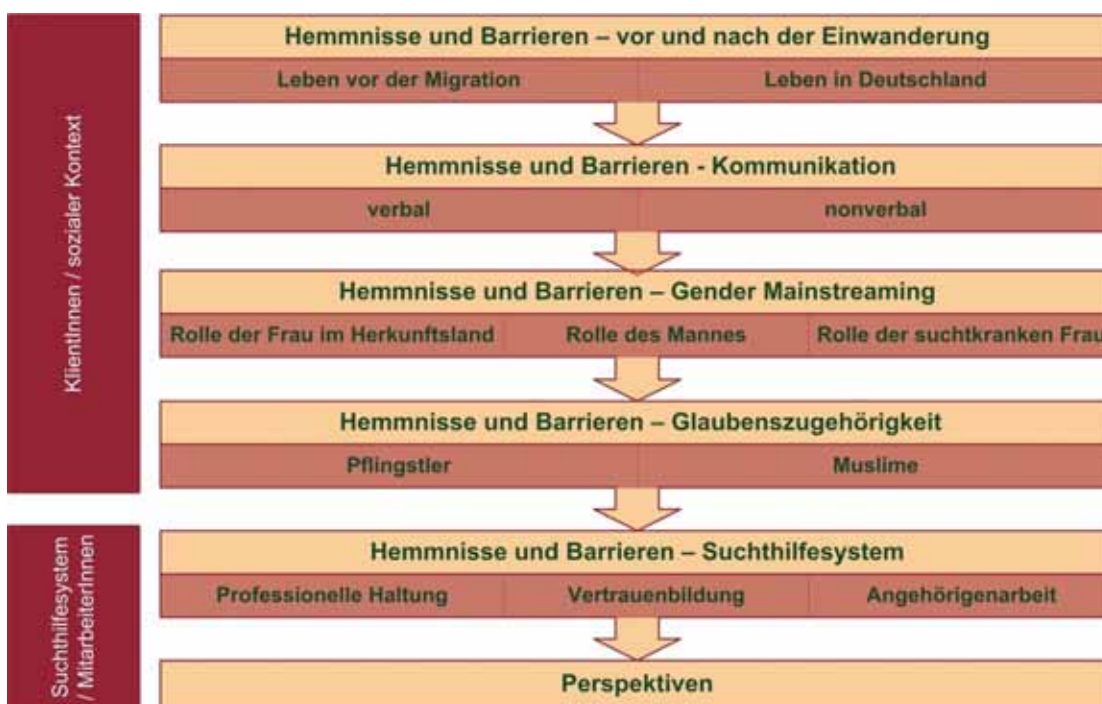 KlientInnen / sozialer Kontext
Hemmnisse und Barrieren – vor und nach der Einwanderung
Leben vor der Migration
Leben in Deutschland
Hemmnisse und Barrieren - Kommunikation
verbal
nonverbal
Hemmnisse und Barrieren – Gender Mainstreaming
Rolle der Frau im Herkunftsland
Rolle des Mannes
Rolle der suchtkranken Frau
Hemmnisse und Barrieren – Glaubenszugehörigkeit
Pflingstler
Muslime
Suchthilfesystem
/ MitarbeiterInnen
Hemmnisse und Barrieren – Suchthilfesystem
Professionelle Haltung
Vertrauenbildung
Angehörigenarbeit
Perspektiven